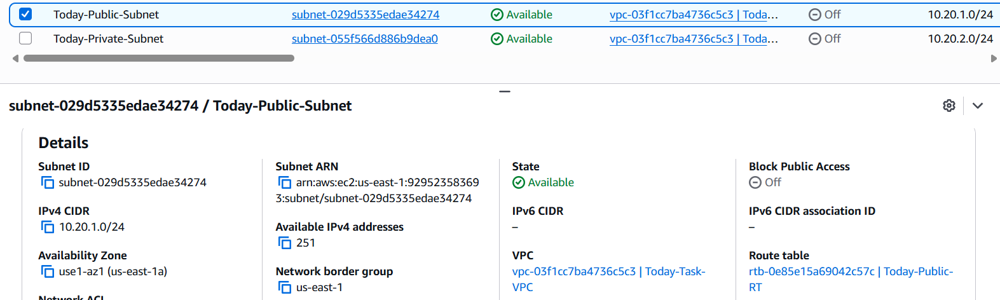 Today-Public-Subnet subnet-029d5335edae34274 Available vpc-03f1cc7ba4736c5c3 | Toda... Off 10.20.1.0/24
Today-Private-Subnet subnet-055f566d886b9dea0 Available vpc-03f1cc7ba4736c5c3 | Toda... Off 10.20.2.0/24
subnet-029d5335edae34274 / Today-Public-Subnet
Details
Subnet ID
subnet-029d5335edae34274
IPv4 CIDR
10.20.1.0/24
Availability Zone
use1-az1 (us-east-1a)
Network ACL
Subnet ARN
arn:aws:ec2:us-east-1:92952358369
3:subnet/subnet-029d5335edae34274
Available IPv4 addresses
251
Network border group
us-east-1
State
Available
IPv6 CIDR
–
VPC
vpc-03f1cc7ba4736c5c3 | Today-Task-
VPC
Block Public Access
Off
IPv6 CIDR association ID
–
Route table
rtb-0e85e15a69042c57c | Today-Public-
RT